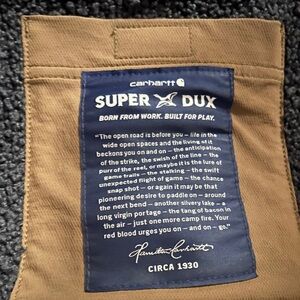 carhartt
SUPER DUX
BORN FROM WORK. BUILT FOR PLAY.
"The open road is before you – life in the
wide open spaces and the living of it
beckons you on and on – the anticipation
of the strike, the swish of the line – the
purr of the reel, or maybe it is the lure of
game trails – the stalking – the swift
unexpected flight of game – the chance
snap shot – or again it may be that
pioneering desire to paddle on – around
the next bend – another silvery lake – a
long virgin portage – the tang of bacon in
the air – just one more camp fire. Your
red blood urges you on – and on – go."
Hamilton Carhartt
CIRCA 1930